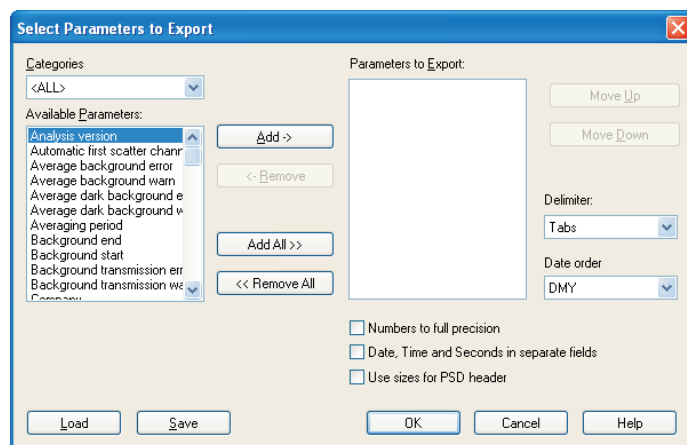 Select Parameters to Export
Categories
<ALL>
Available Parameters:
Analysis version
Automatic first scatter chanr
Average background error
Average background warn
Average dark background e
Average dark background w
Averaging period
Background end
Background start
Background transmission err
Background transmission wa
Company
Add ->
<- Remove
Add All >>
<< Remove All
Parameters to Export:
Move Up
Move Down
Delimiter:
Tabs
Date order
DMY
Numbers to full precision
Date, Time and Seconds in separate fields
Use sizes for PSD header
Load
Save
OK
Cancel
Help